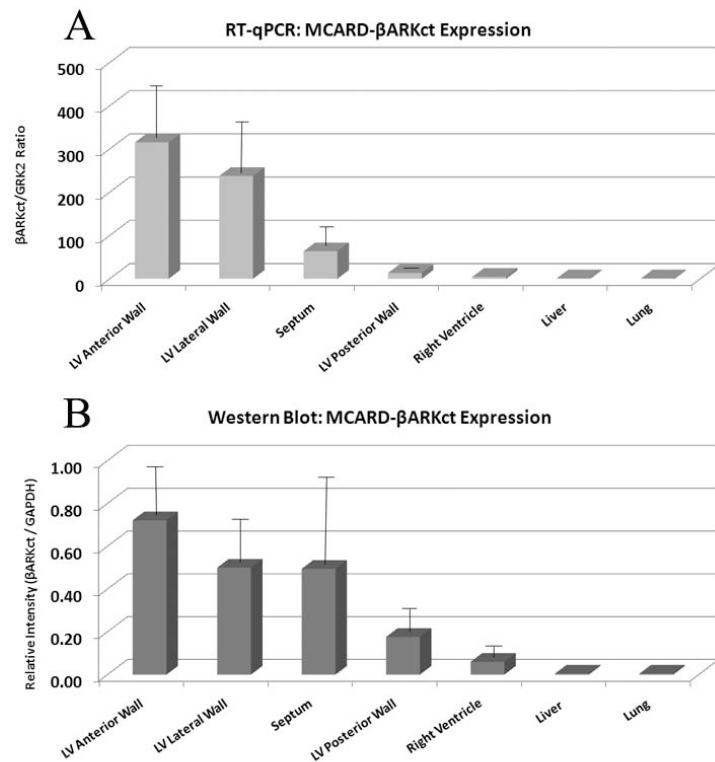 A
RT-qPCR: MCARD-βARKct Expression
βARKct/GRK2 Ratio
500
400
300
200
100
0
LV Anterior Wall
LV Lateral Wall
Septum
LV Posterior Wall
Right Ventricle
Liver
Lung
B
Western Blot: MCARD-βARKct Expression
Relative Intensity (βARKct / GAPDH)
1.00
0.80
0.60
0.40
0.20
0.00
LV Anterior Wall
LV Lateral Wall
Septum
LV Posterior Wall
Right Ventricle
Liver
Lung